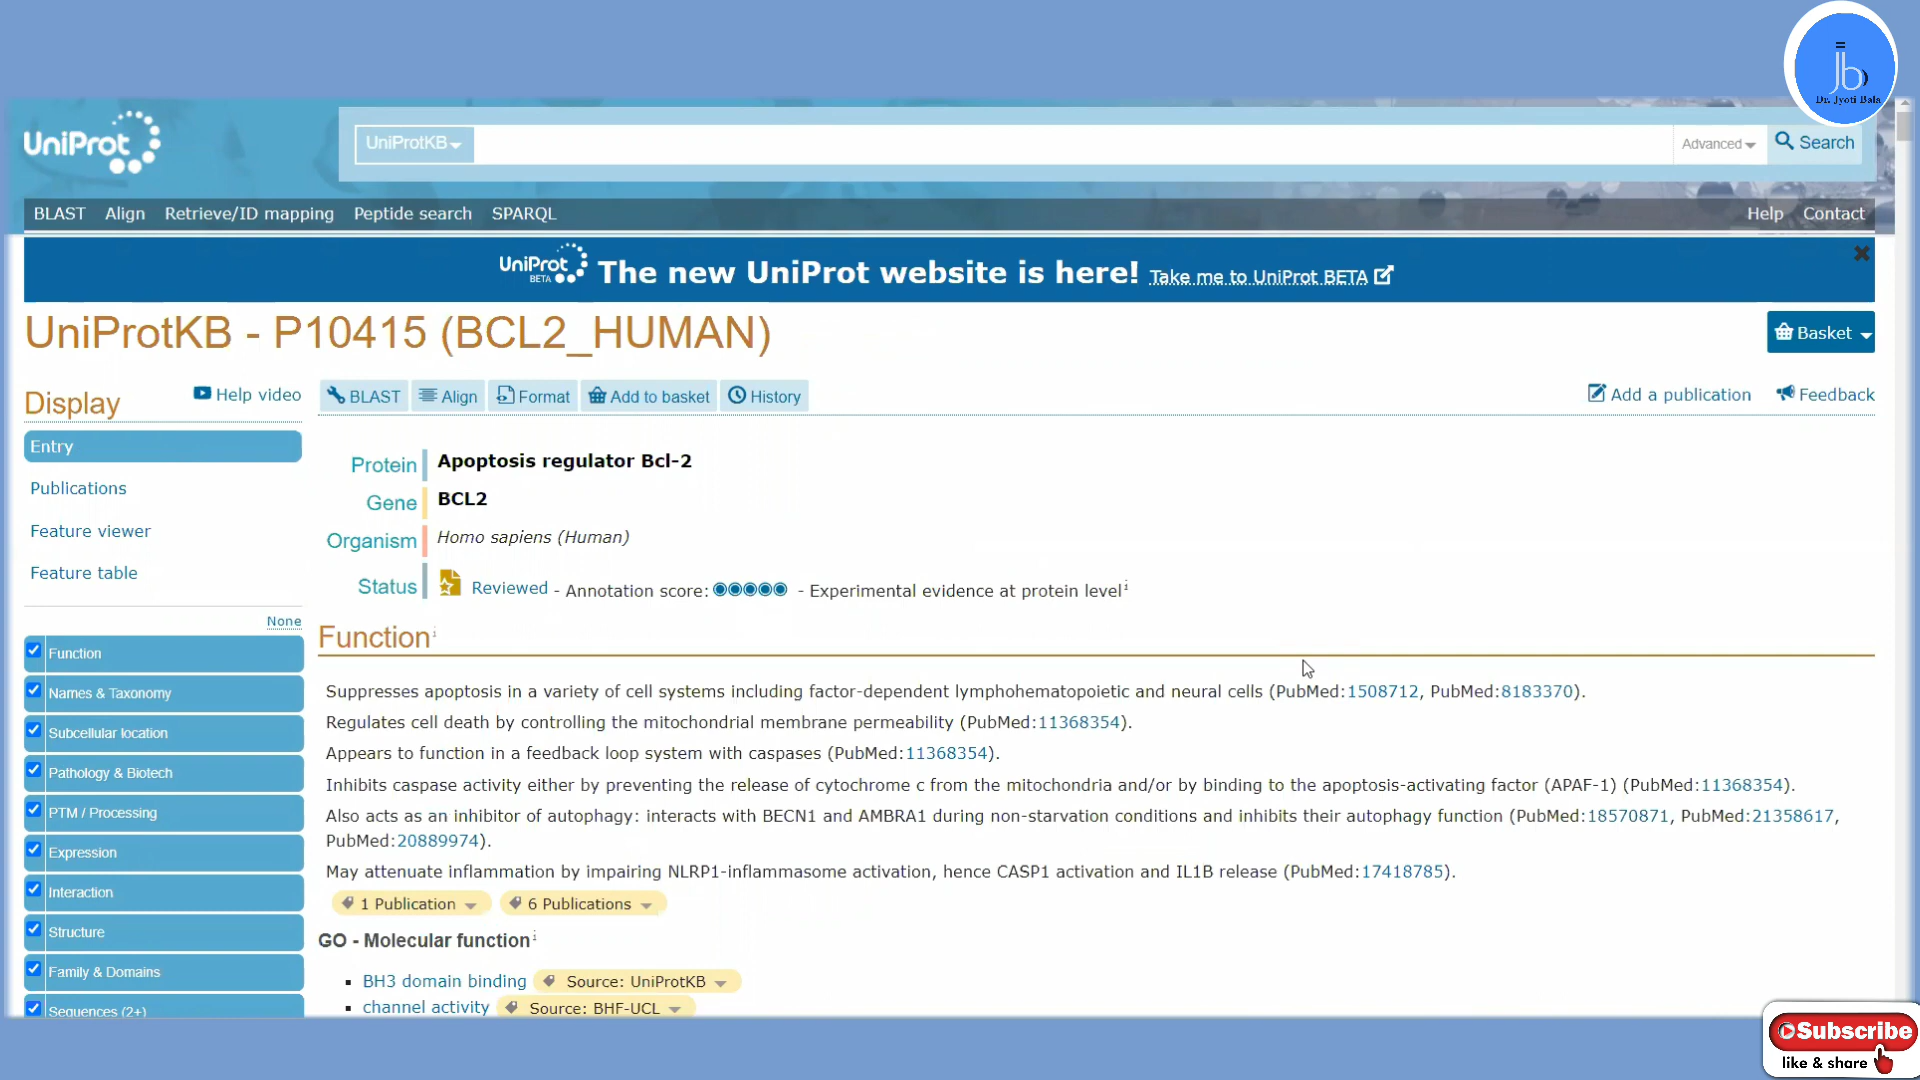 Dr. Jyoti Bala
UniProt
UniProtKB
Advanced
Search
BLAST Align Retrieve/ID mapping Peptide search SPARQL
Help Contact
UniProt BETA The new UniProt website is here! Take me to UniProt BETA
UniProtKB - P10415 (BCL2_HUMAN)
Basket
Display
Help video
BLAST Align Format Add to basket History
Add a publication Feedback
Entry
Publications
Feature viewer
Feature table
None
Function
Names & Taxonomy
Subcellular location
Pathology & Biotech
PTM / Processing
Expression
Interaction
Structure
Family & Domains
Sequences (2+)
Protein Apoptosis regulator Bcl-2
Gene BCL2
Organism Homo sapiens (Human)
Status Reviewed - Annotation score: - Experimental evidence at protein level i
Function i
Suppresses apoptosis in a variety of cell systems including factor-dependent lymphohematopoietic and neural cells (PubMed:1508712, PubMed:8183370).
Regulates cell death by controlling the mitochondrial membrane permeability (PubMed:11368354).
Appears to function in a feedback loop system with caspases (PubMed:11368354).
Inhibits caspase activity either by preventing the release of cytochrome c from the mitochondria and/or by binding to the apoptosis-activating factor (APAF-1) (PubMed:11368354).
Also acts as an inhibitor of autophagy: interacts with BECN1 and AMBRA1 during non-starvation conditions and inhibits their autophagy function (PubMed:18570871, PubMed:21358617,
PubMed:20889974).
May attenuate inflammation by impairing NLRP1-inflammasome activation, hence CASP1 activation and IL1B release (PubMed:17418785).
1 Publication 6 Publications
GO - Molecular function i
BH3 domain binding Source: UniProtKB
channel activity Source: BHF-UCL
Subscribe
like & share